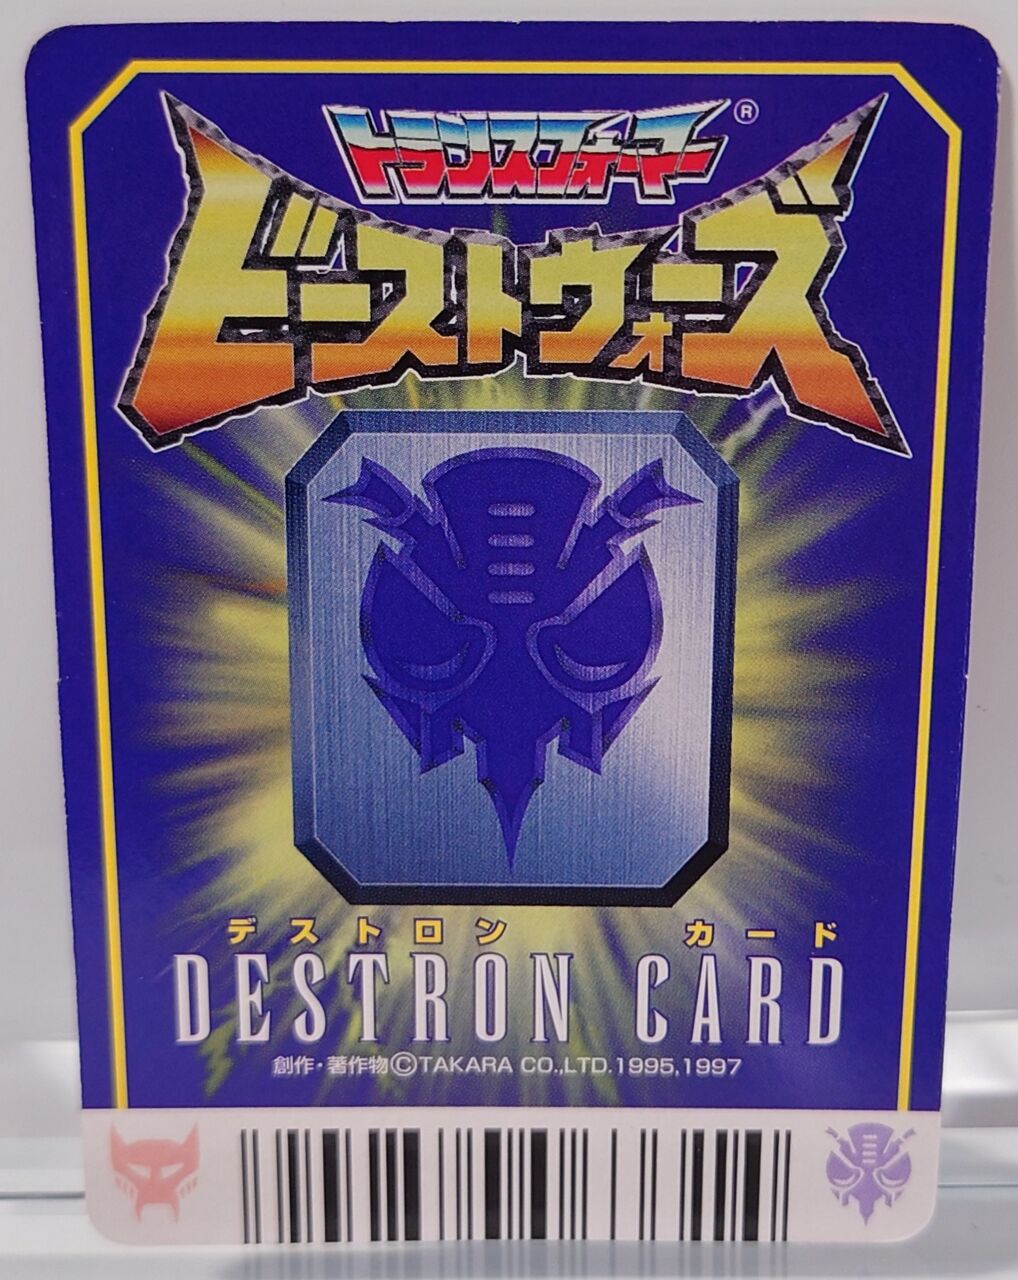 トランスフォーマー®
ビーストウォーズ
デストロン カード
DESTRON CARD
創作・著作物©TAKARA CO.,LTD.1995,1997